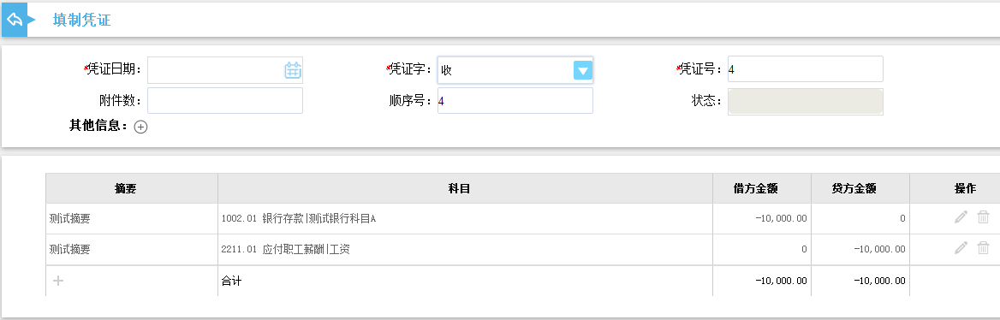 填制凭证
*凭证日期： *凭证字： 收 *凭证号： 4
附件数： 顺序号： 4 状态：
其他信息：
摘要 科目 借方金额 贷方金额 操作
测试摘要 1002.01 银行存款|测试银行科目A -10,000.00 0
测试摘要 2211.01 应付职工薪酬|工资 0 -10,000.00
合计 -10,000.00 -10,000.00